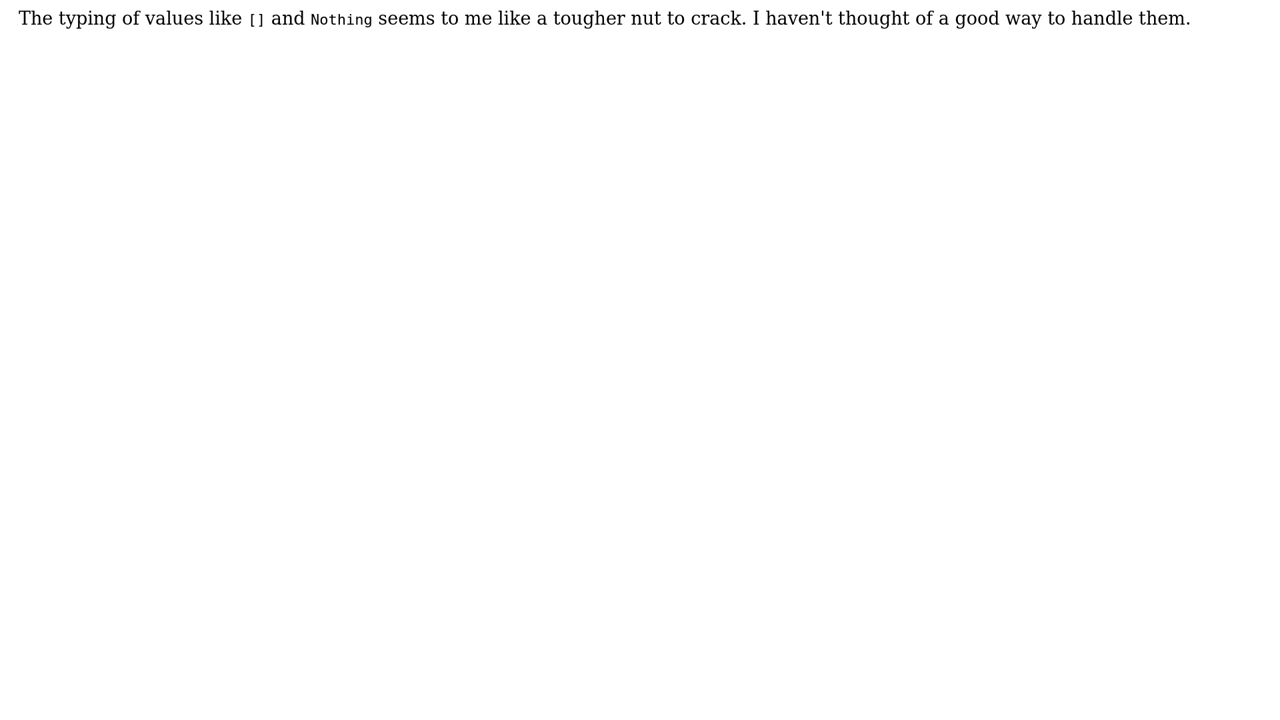 The typing of values like [] and Nothing seems to me like a tougher nut to crack. I haven't thought of a good way to handle them.